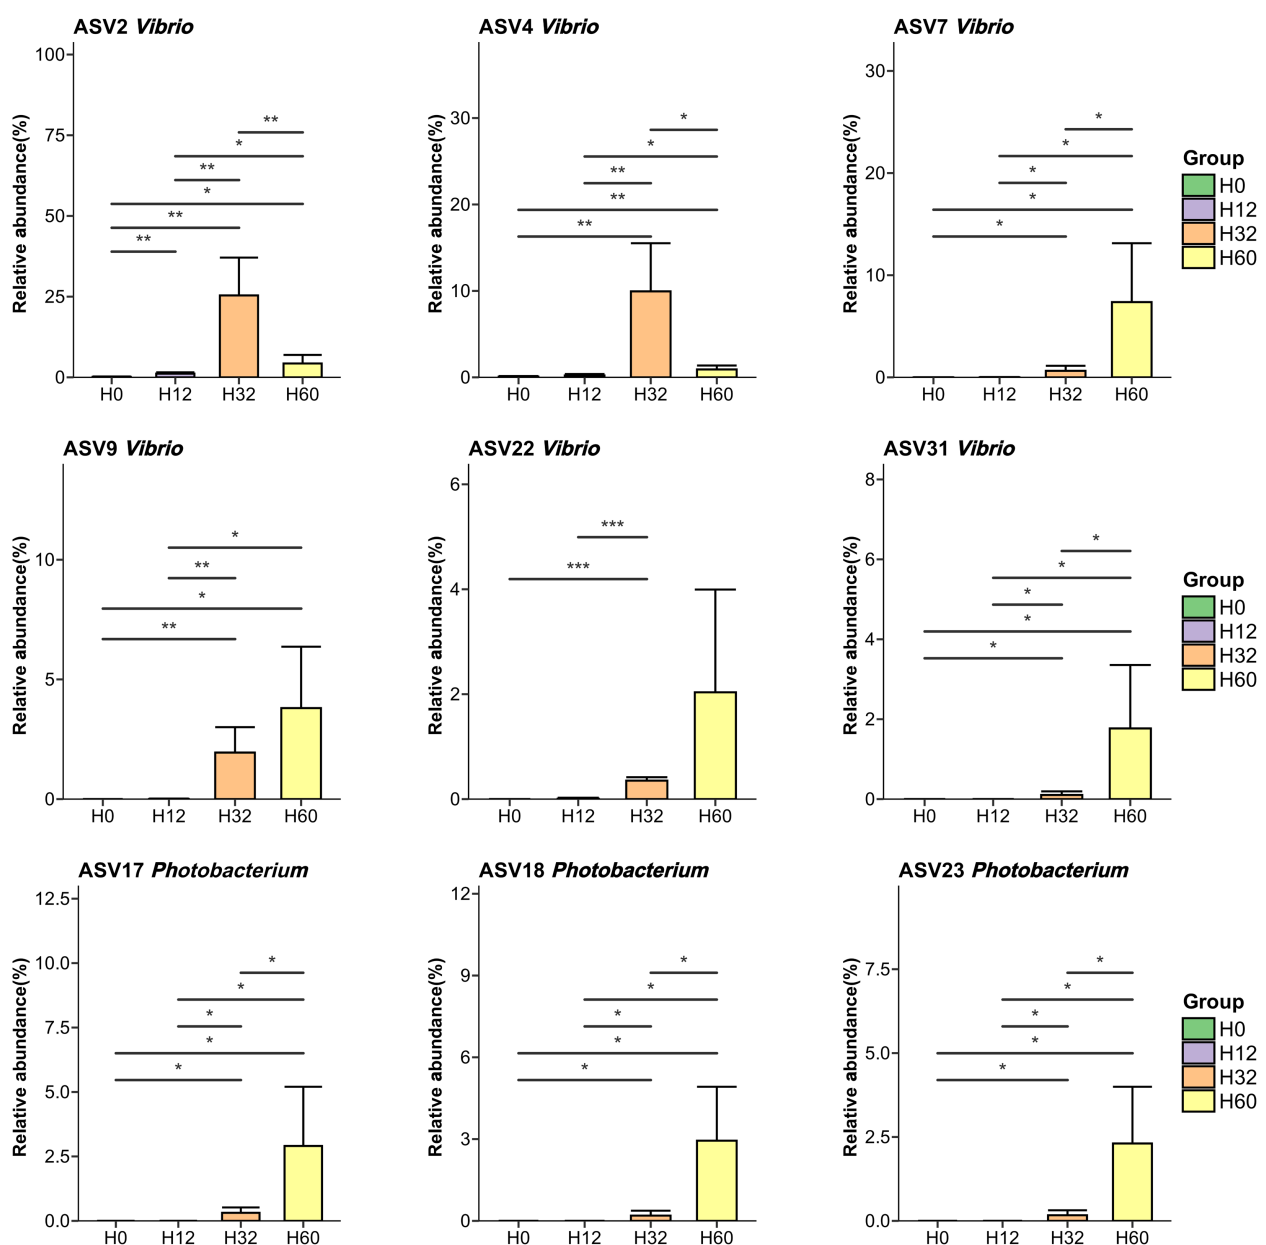 ASV2 Vibrio
ASV4 Vibrio
ASV7 Vibrio
Relative abundance(%)
100
75
50
25
0
**
*
**
*
**
**
H0 H12 H32 H60
Relative abundance(%)
30
20
10
0
*
*
**
**
**
H0 H12 H32 H60
Relative abundance(%)
30
20
10
0
*
*
*
*
*
H0 H12 H32 H60
Group
H0
H12
H32
H60
ASV9 Vibrio
ASV22 Vibrio
ASV31 Vibrio
Relative abundance(%)
10
5
0
*
**
*
**
H0 H12 H32 H60
Relative abundance(%)
6
4
2
0
***
***
H0 H12 H32 H60
Relative abundance(%)
8
6
4
2
0
*
*
*
*
*
H0 H12 H32 H60
Group
H0
H12
H32
H60
ASV17 Photobacterium
ASV18 Photobacterium
ASV23 Photobacterium
Relative abundance(%)
12.5
10.0
7.5
5.0
2.5
0.0
*
*
*
*
*
H0 H12 H32 H60
Relative abundance(%)
12
9
6
3
0
*
*
*
*
*
H0 H12 H32 H60
Relative abundance(%)
7.5
5.0
2.5
0.0
*
*
*
*
*
H0 H12 H32 H60
Group
H0
H12
H32
H60